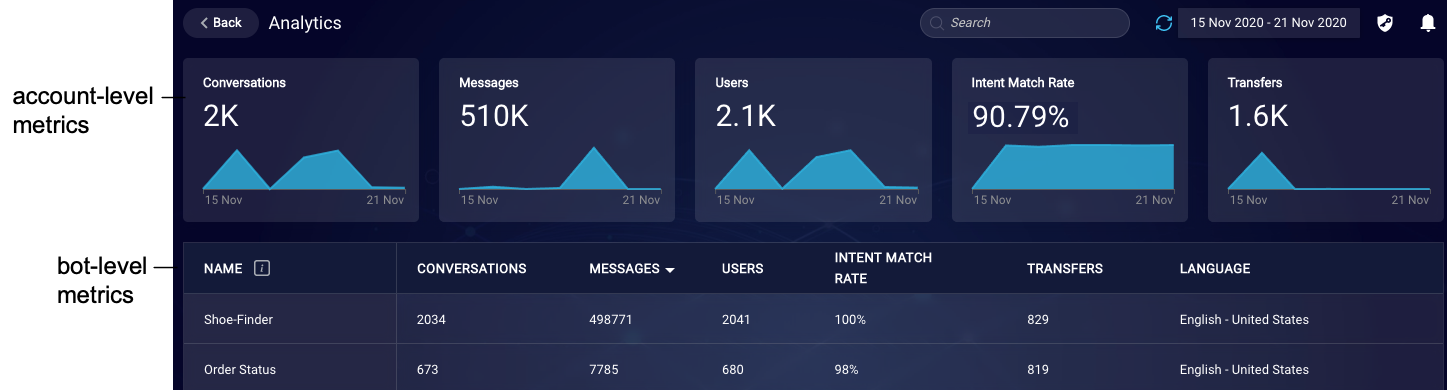 Back Analytics Search 15 Nov 2020 - 21 Nov 2020
account-level
metrics
Conversations
2K
15 Nov 21 Nov
Messages
510K
15 Nov 21 Nov
Users
2.1K
15 Nov 21 Nov
Intent Match Rate
90.79%
15 Nov 21 Nov
Transfers
1.6K
15 Nov 21 Nov
bot-level
metrics
NAME i CONVERSATIONS MESSAGES USERS INTENT MATCH
RATE TRANSFERS LANGUAGE
Shoe-Finder 2034 498771 2041 100% 829 English - United States
Order Status 673 7785 680 98% 819 English - United States